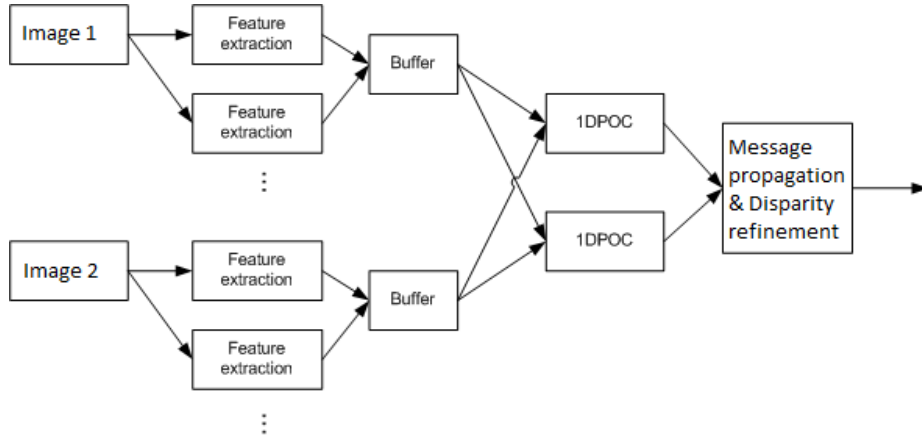 Image 1
Feature
extraction
Feature
extraction
Buffer
1DPOC
1DPOC
Message
propagation
& Disparity
refinement
Image 2
Feature
extraction
Feature
extraction
Buffer